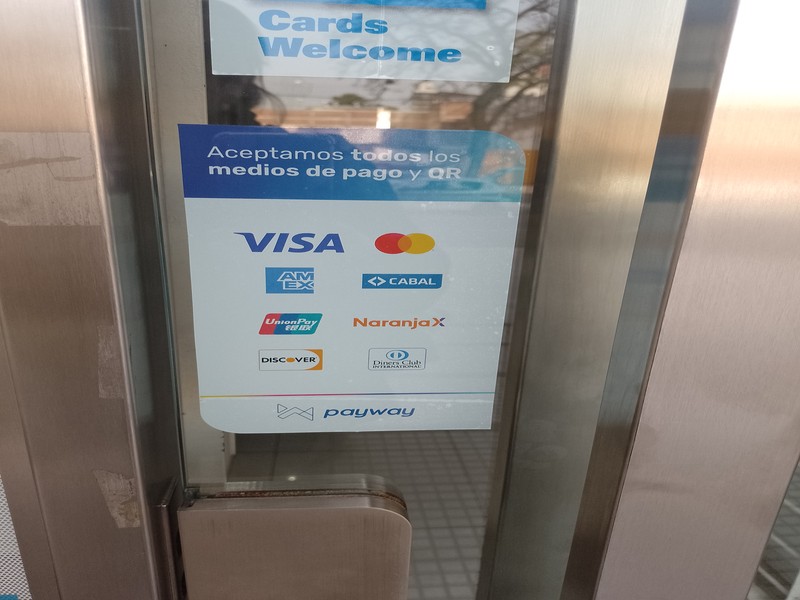 Cards
Welcome
Aceptamos todos los
medios de pago y QR
VISA
AM
EX
CABAL
UnionPay
银联
NaranjaX
DISCOVER
Diners Club
INTERNATIONAL
payway